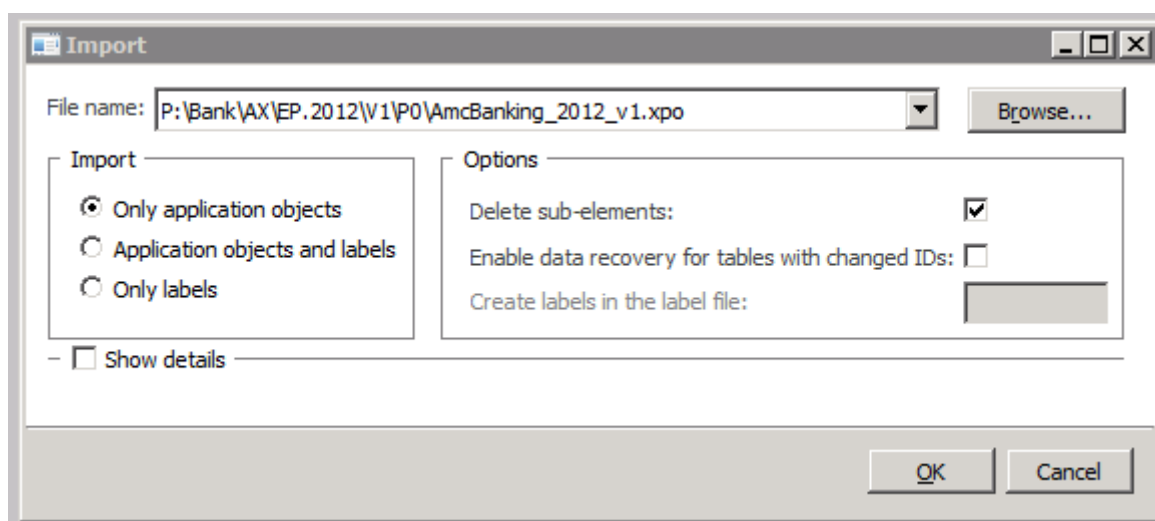 Import
File name: P:\Bank\AX\EP.2012\V1\P0\AmcBanking_2012_v1.xpo Browse...
Import
Only application objects
Application objects and labels
Only labels
Options
Delete sub-elements:
Enable data recovery for tables with changed IDs:
Create labels in the label file:
Show details
OK Cancel